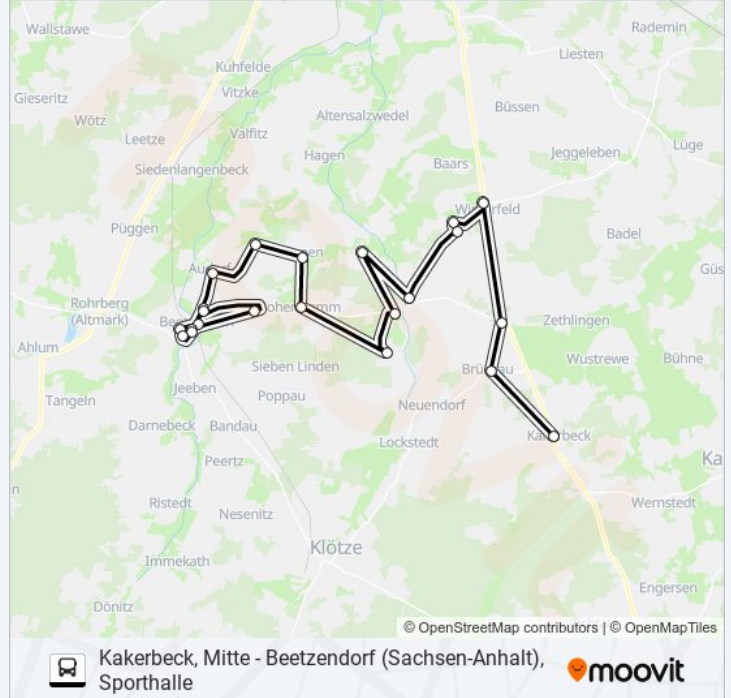 Wallstawe
Rademin
Liesten
Kuhfelde
Vitzke
Gieseritz
Wötz
Altensalzwedel
Büssen
Leetze
Valfitz
Lüge
Hagen
Jeggeleben
Baars
Siedenlangenbeck
Püggen
Badel
Rohrberg
(Altmark)
Zethlingen
Ahlum
Sieben Linden
Wustrewe
Bühne
Jeeben
Tangeln
Poppau
Neuendorf
Darnebeck
Bandau
Lockstedt
Peertz
Ristedt
Nesenitz
Wernstedt
Klötze
Immekath
Engersen
Dönitz
© OpenStreetMap contributors | © OpenMapTiles
Kakerbeck, Mitte - Beetzendorf (Sachsen-Anhalt),
Sporthalle
moovit